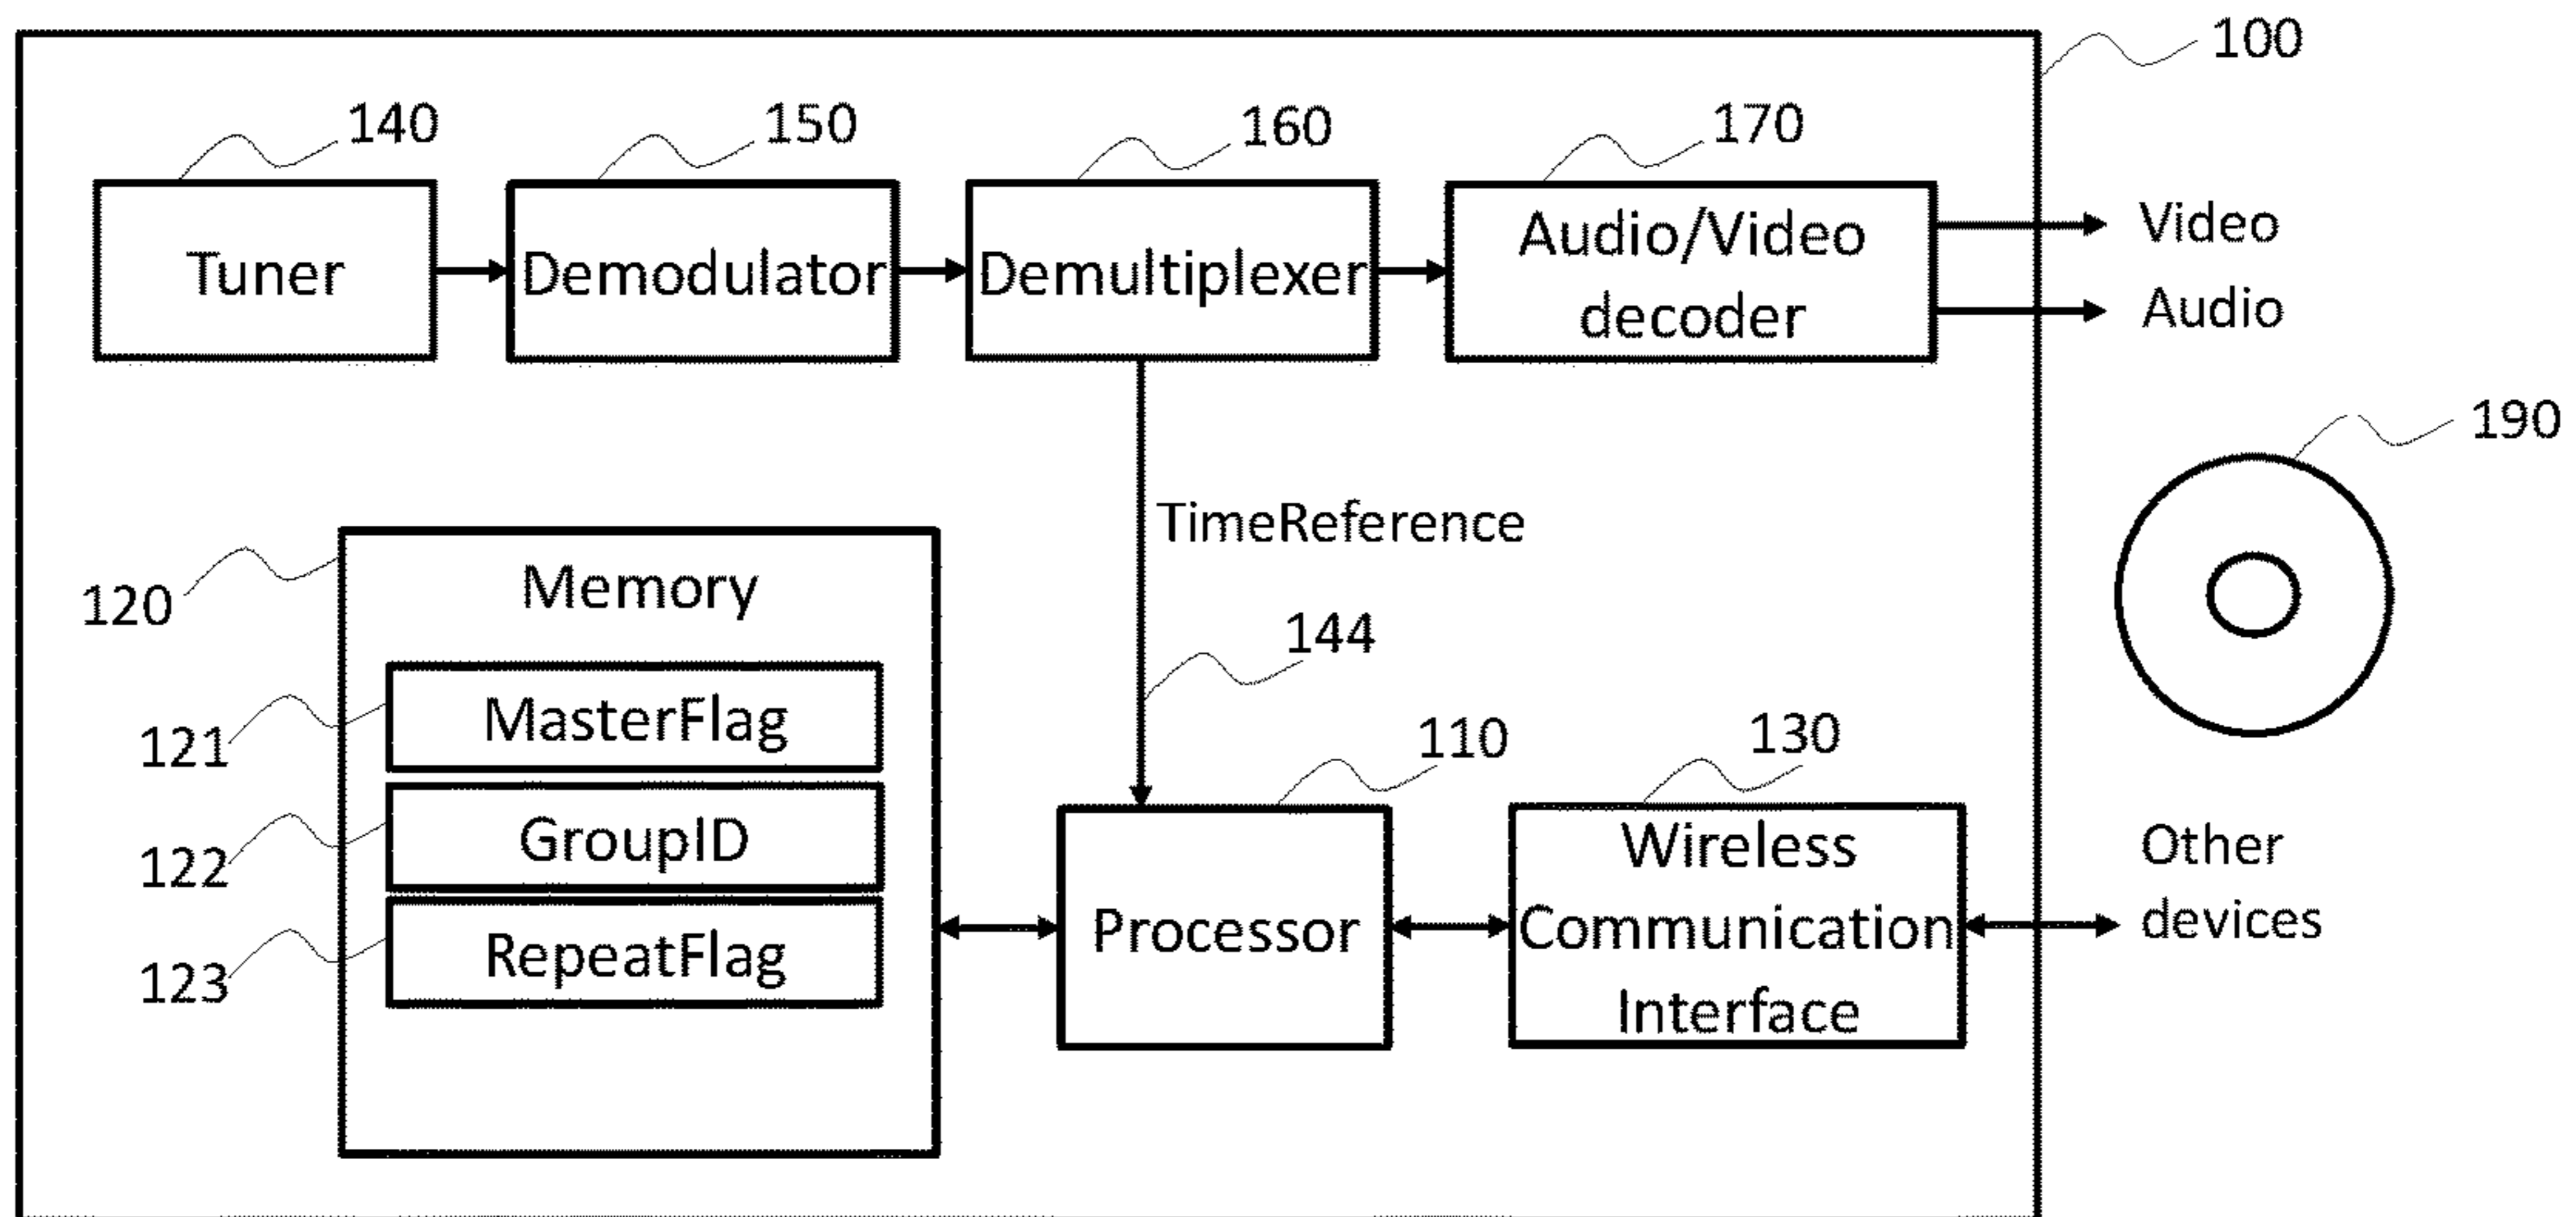 100
140
150
160
170
Tuner
Demodulator
Demultiplexer
Audio/Video
decoder
Video
Audio
190
TimeReference
120
Memory
144
121
MasterFlag
110
130
122
GroupID
123
RepeatFlag
Processor
Wireless
Communication
Interface
Other
devices